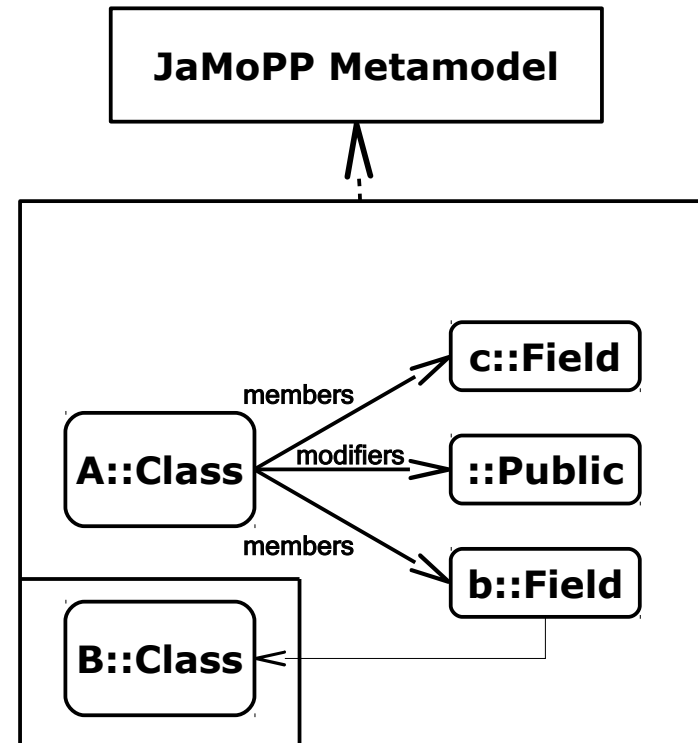 JaMoPP Metamodel
c::Field
members
modifiers
A::Class
::Public
members
b::Field
B::Class